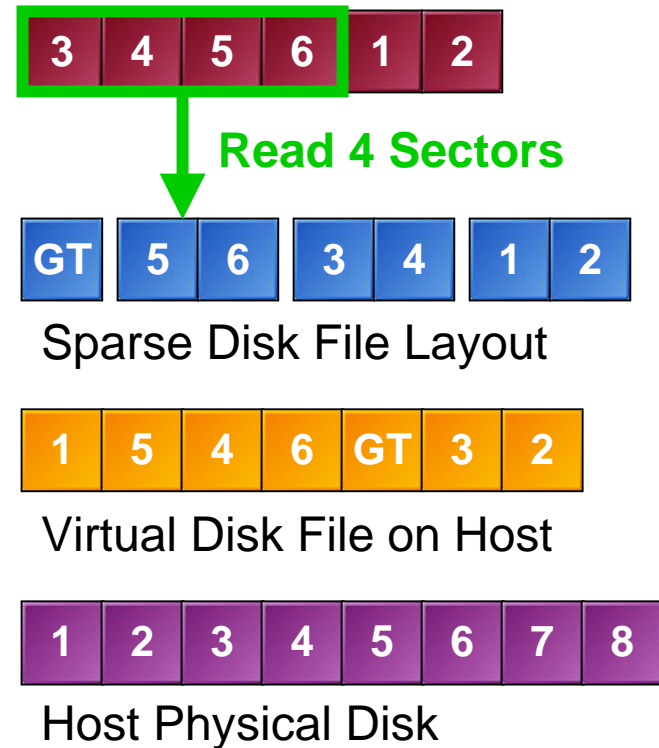 3 4 5 6 1 2
Read 4 Sectors
GT 5 6 3 4 1 2
Sparse Disk File Layout
1 5 4 6 GT 3 2
Virtual Disk File on Host
1 2 3 4 5 6 7 8
Host Physical Disk